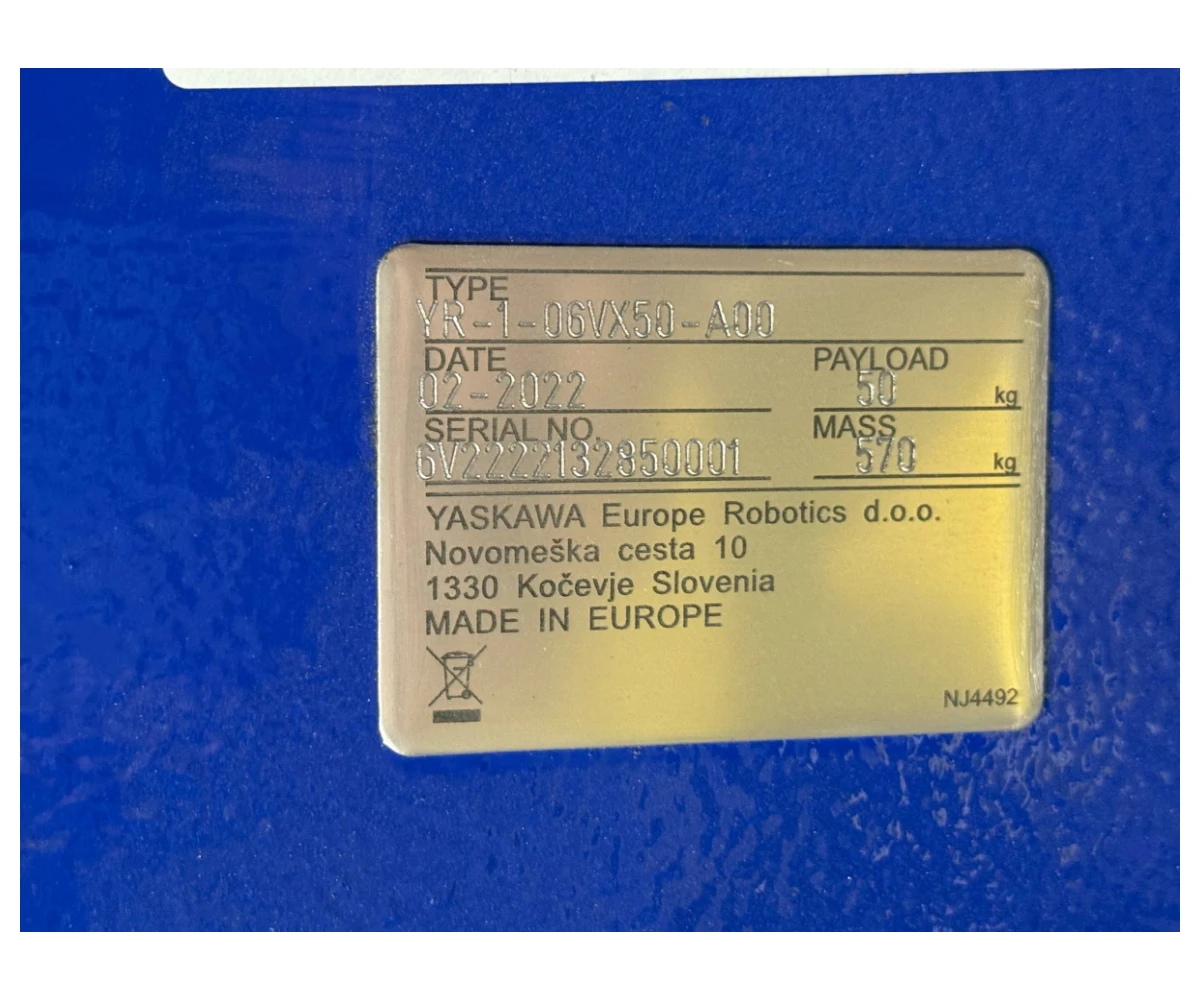 TYPE
YR-1-06VX50-A00
DATE PAYLOAD
02-2022 50 kg
SERIAL NO. MASS
6V2222132850001 570 kg
YASKAWA Europe Robotics d.o.o.
Novomeška cesta 10
1330 Kočevje Slovenia
MADE IN EUROPE
NJ4492